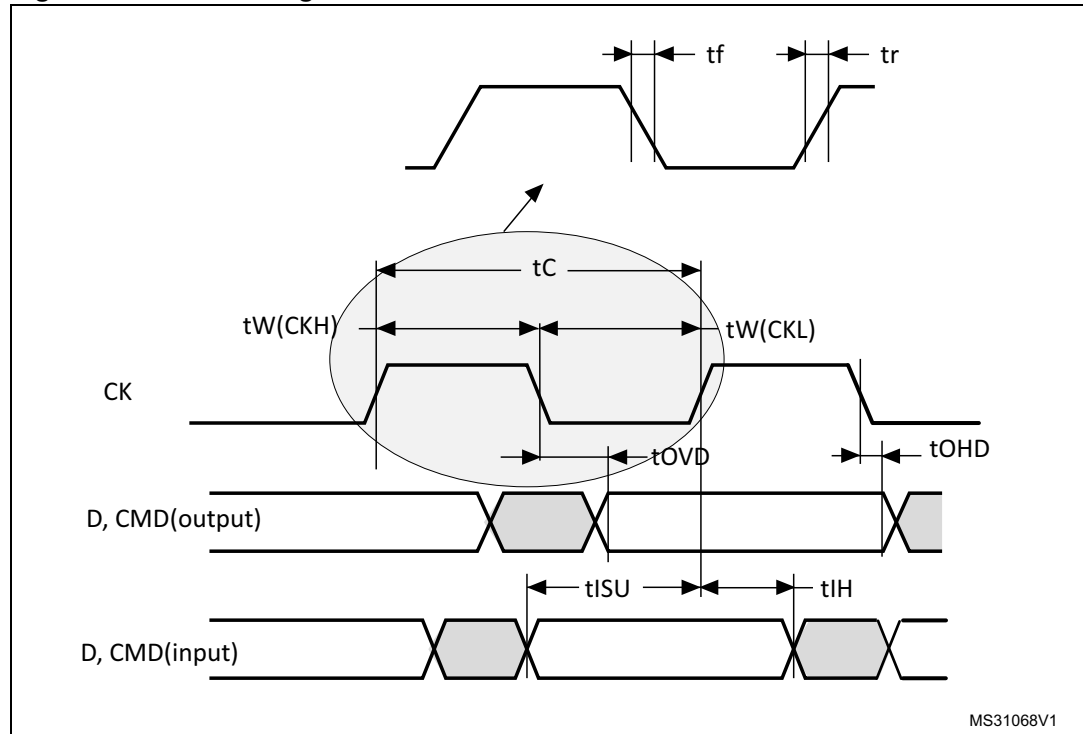 tf
tr
tC
tW(CKH)
tW(CKL)
CK
tOVD
tOHD
D, CMD(output)
tISU
tIH
D, CMD(input)
MS31068V1